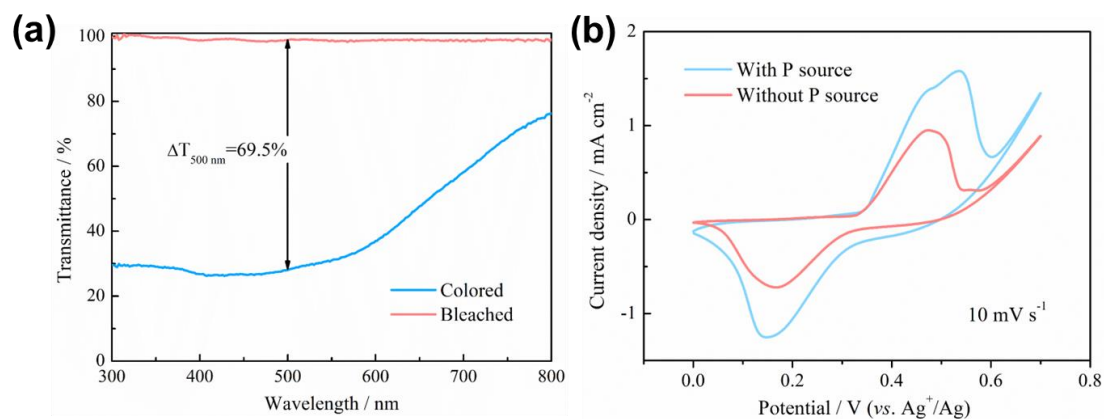 (a)
100
80
60
40
20
0
Transmittance / %
ΔT500 nm=69.5%
Colored
Bleached
300
400
500
600
700
800
Wavelength / nm
(b)
2
1
0
-1
Current density / mA cm-2
With P source
Without P source
10 mV s-1
0.0
0.2
0.4
0.6
0.8
Potential / V (vs. Ag+/Ag)